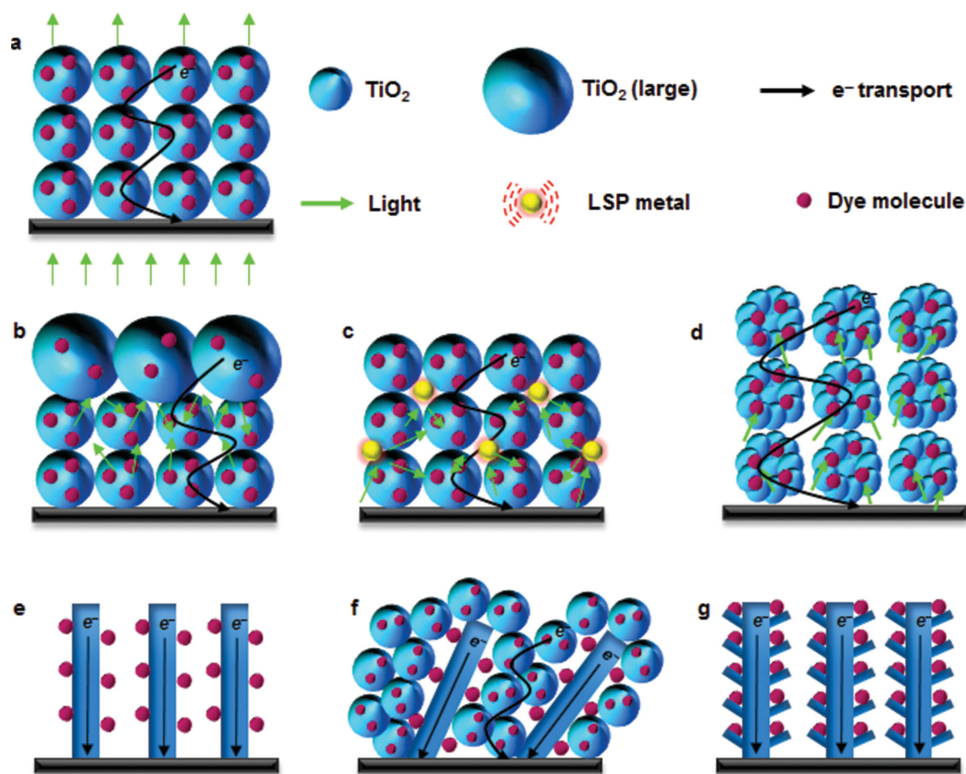 a
e⁻
TiO₂
TiO₂ (large)
e⁻ transport
Light
LSP metal
Dye molecule
b
e⁻
c
e⁻
d
e⁻
e
e⁻
e⁻
e⁻
f
e⁻
e⁻
e⁻
g
e⁻
e⁻
e⁻